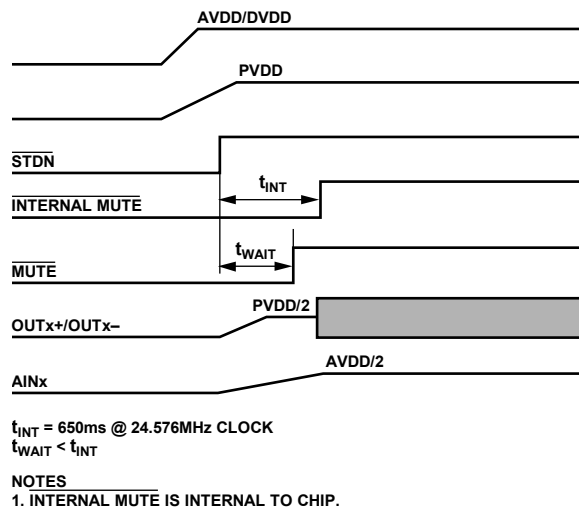 AVDD/DVDD
PVDD
STDN
tINT
INTERNAL MUTE
tWAIT
MUTE
PVDD/2
OUTx+/OUTx–
AVDD/2
AINx
tINT = 650ms @ 24.576MHz CLOCK
tWAIT < tINT
NOTES
1. INTERNAL MUTE IS INTERNAL TO CHIP.